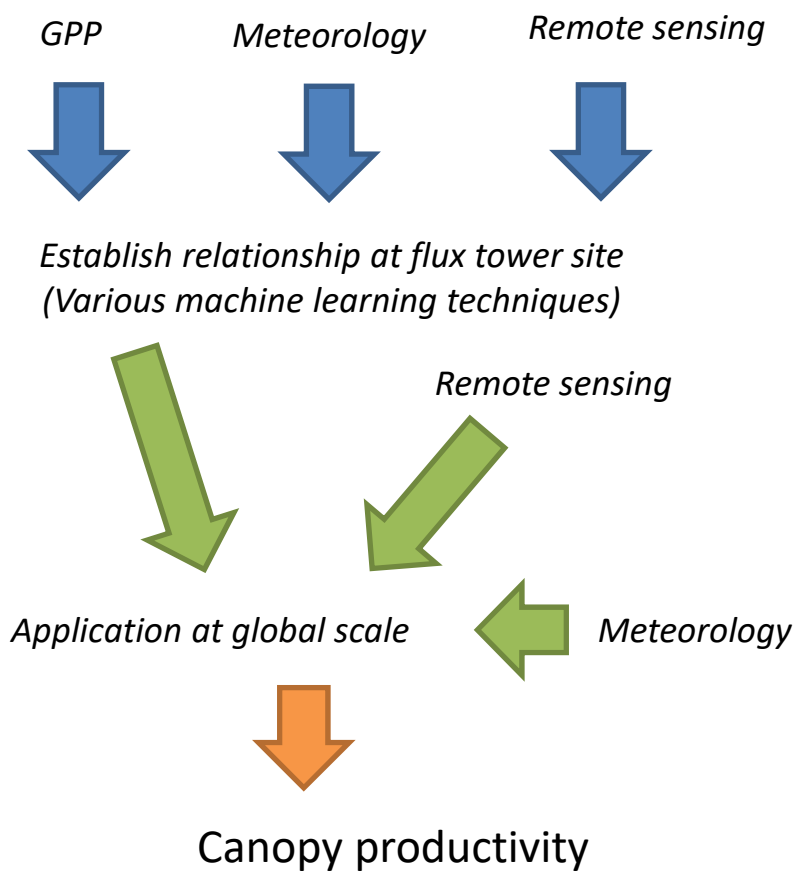 GPP
Meteorology
Remote sensing
Establish relationship at flux tower site
(Various machine learning techniques)
Remote sensing
Application at global scale
Meteorology
Canopy productivity